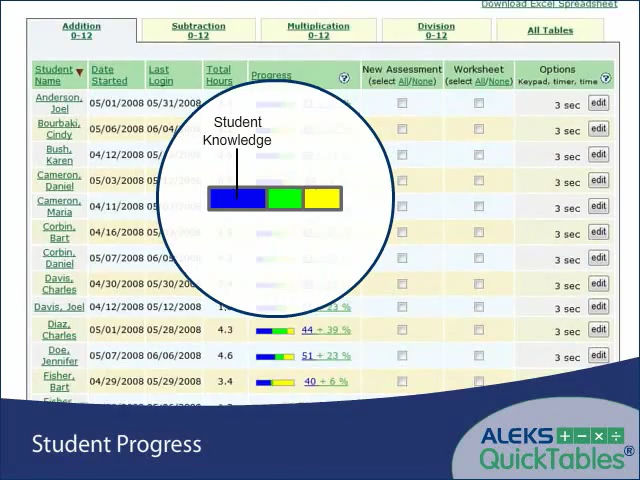 Download Excel Spreadsheet
Addition
0-12
Subtraction
0-12
Multiplication
0-12
Division
0-12
All Tables
Student Name
Date Started
Last Login
Total Hours
Progress
?
New Assessment
(select All/None)
Worksheet
(select All/None)
Options
Keypad, timer, time
?
Student
Knowledge
Anderson, Joel 05/01/2008 05/31/2008 3 sec edit
Bourbaki, Cindy 05/06/2008 06/04/ 3 sec edit
Bush, Karen 04/12/2008 05/ 3 sec edit
Cameron, Daniel 05/03/2008 3 sec edit
Cameron, Maria 04/11/2008 3 sec edit
Corbin, Bart 04/16/2008 3 sec edit
Corbin, Daniel 05/07/2008 06/05 3 sec edit
Davis, Charles 04/30/2008 05/30/200 3 sec edit
Davis, Joel 04/12/2008 05/12/2008 23 % 3 sec edit
Diaz, Charles 05/01/2008 05/28/2008 4.3 44 + 39 % 3 sec edit
Doe, Jennifer 05/07/2008 06/06/2008 4.6 51 + 23 % 3 sec edit
Fisher, Bart 04/29/2008 05/29/2008 3.4 40 + 6 % 3 sec edit
Student Progress
ALEKS + − × ÷
QuickTables®